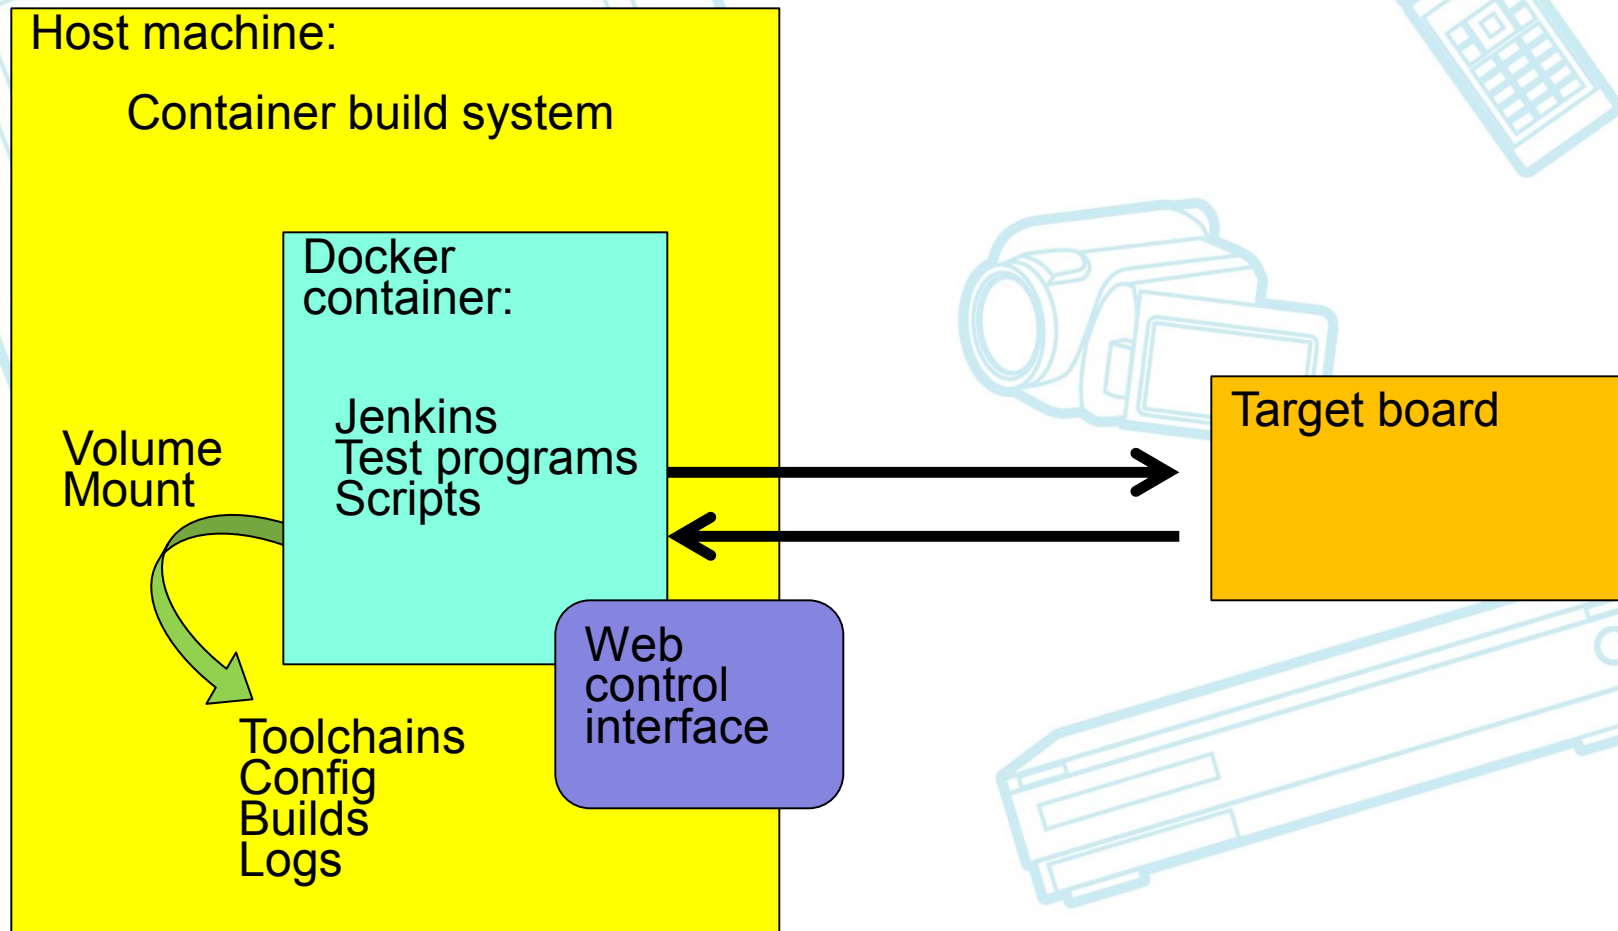 Host machine:
Container build system
Docker
container:
Jenkins
Test programs
Scripts
Volume
Mount
Toolchains
Config
Builds
Logs
Web
control
interface
Target board